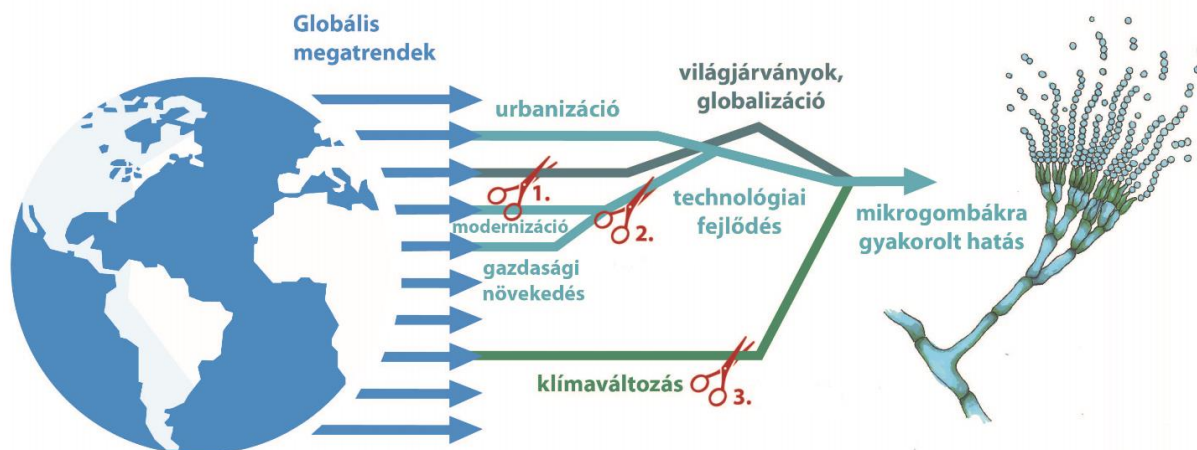 Globális
megatrendek
urbanizáció
világjárványok,
globalizáció
1.
modernizáció
2.
technológiai
fejlődés
mikrogombákra
gyakorolt hatás
gazdasági
növekedés
klímaváltozás
3.